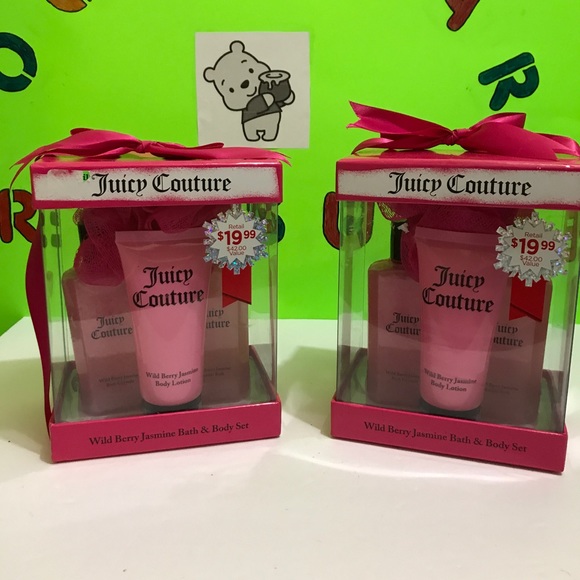 Juicy Couture
Retail
$19.99
$42.00
Value
Juicy
Couture
Wild Berry Jasmine
Body Lotion
Juicy
Couture
Wild Berry Jasmine Bath & Body Set
Juicy Couture
Retail
$19.99
$42.00
Value
Juicy
Couture
Wild Berry Jasmine
Body Lotion
Juicy
Couture
Wild Berry Jasmine Bath & Body Set
C
R
R